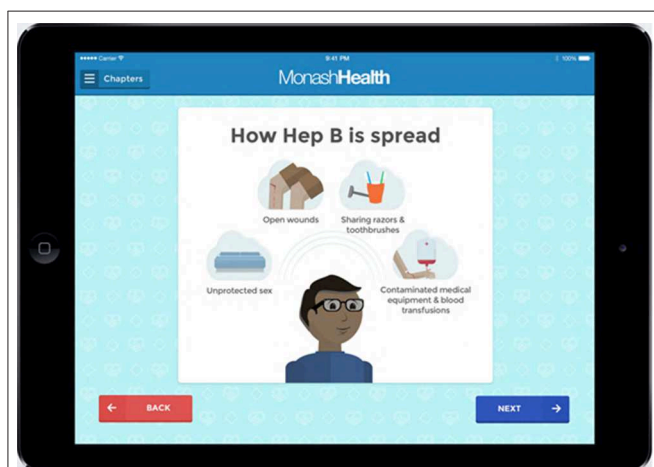 Carrier
9:41 PM
100%
Chapters
MonashHealth
How Hep B is spread
Open wounds
Sharing razors &
toothbrushes
Unprotected sex
Contaminated medical
equipment & blood
transfusions
BACK
NEXT